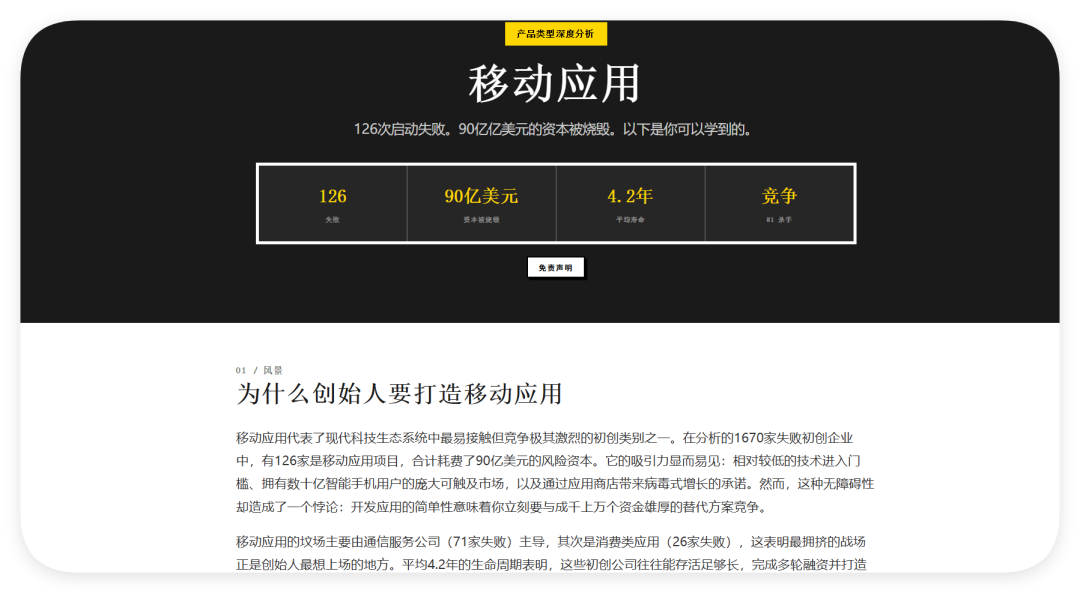 产品类型深度分析
移动应用
126次启动失败。90亿亿美元的资本被烧毁。以下是你可以学到的。
126
90亿美元
4.2年
竞争
失败
资本被烧毁
平均寿命
#1 杀手
免责声明
01 / 风景
为什么创始人要打造移动应用
移动应用代表了现代科技生态系统中最易接触但竞争极其激烈的初创类别之一。在分析的1670家失败初创企业
中，有126家是移动应用项目，合计耗费了90亿美元的风险资本。它的吸引力显而易见：相对较低的技术进入门
槛、拥有数十亿智能手机用户的庞大可触及市场，以及通过应用商店带来病毒式增长的承诺。然而，这种无障碍性
却造成了一个悖论：开发应用的简单性意味着你立刻要与成千上万个资金雄厚的替代方案竞争。
移动应用的坟场主要由通信服务公司（71家失败）主导，其次是消费类应用（26家失败），这表明最拥挤的战场
正是创始人最想上场的地方。平均4.2年的生命周期表明，这些初创公司往往能存活足够长，完成多轮融资并打造